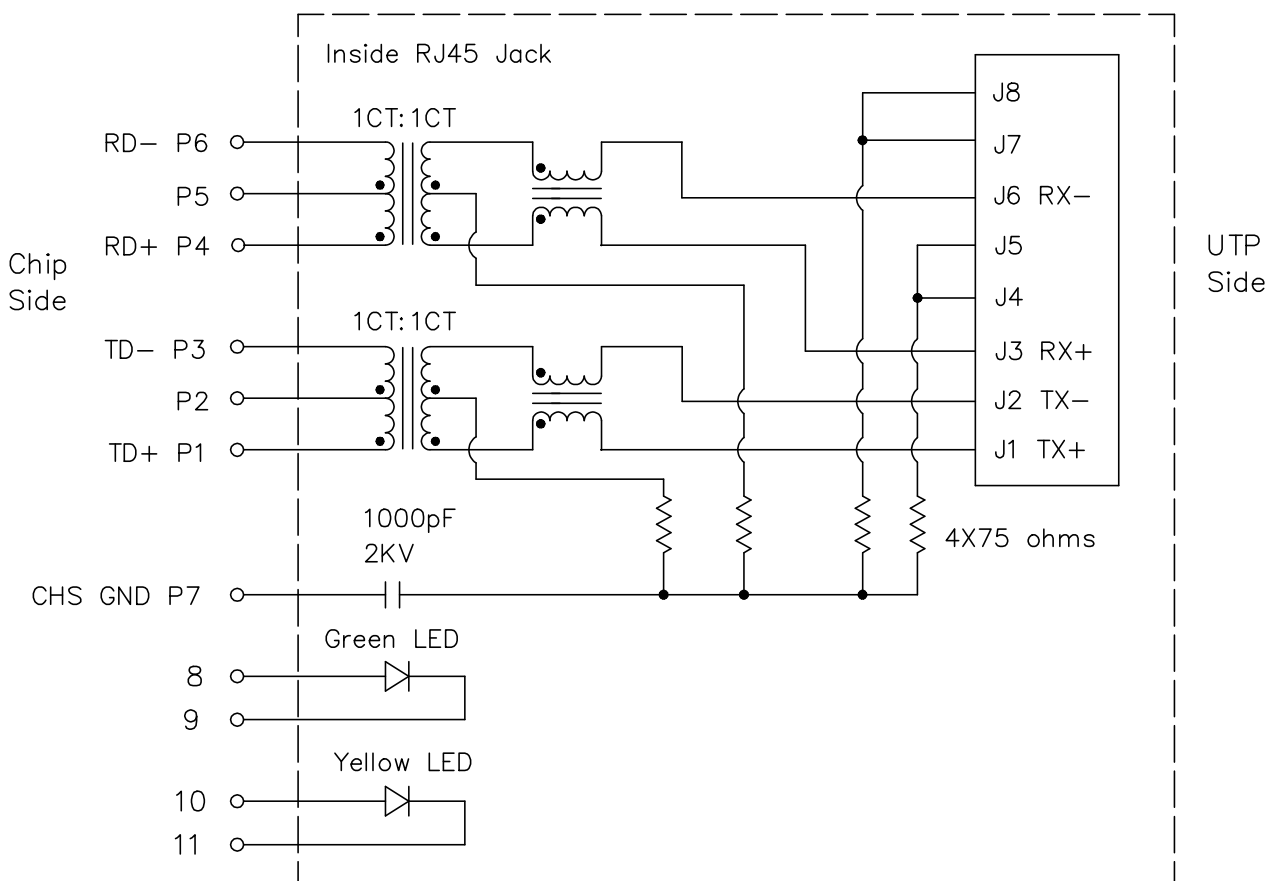 Inside RJ45 Jack
1CT:1CT
RD- P6
P5
RD+ P4
Chip
Side
1CT:1CT
TD- P3
P2
TD+ P1
J8
J7
J6 RX-
J5
J4
J3 RX+
J2 TX-
J1 TX+
UTP
Side
1000pF
2KV
4X75 ohms
CHS GND P7
Green LED
8
9
Yellow LED
10
11